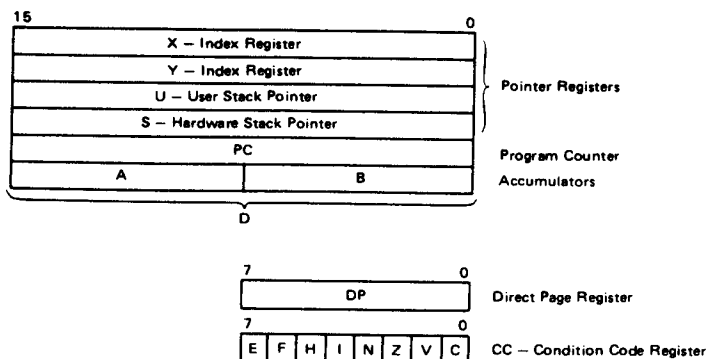 15 0
X – Index Register
Y – Index Register
U – User Stack Pointer
S – Hardware Stack Pointer
Pointer Registers
PC Program Counter
A B Accumulators
D
7 0
DP Direct Page Register
7 0
E F H I N Z V C CC – Condition Code Register